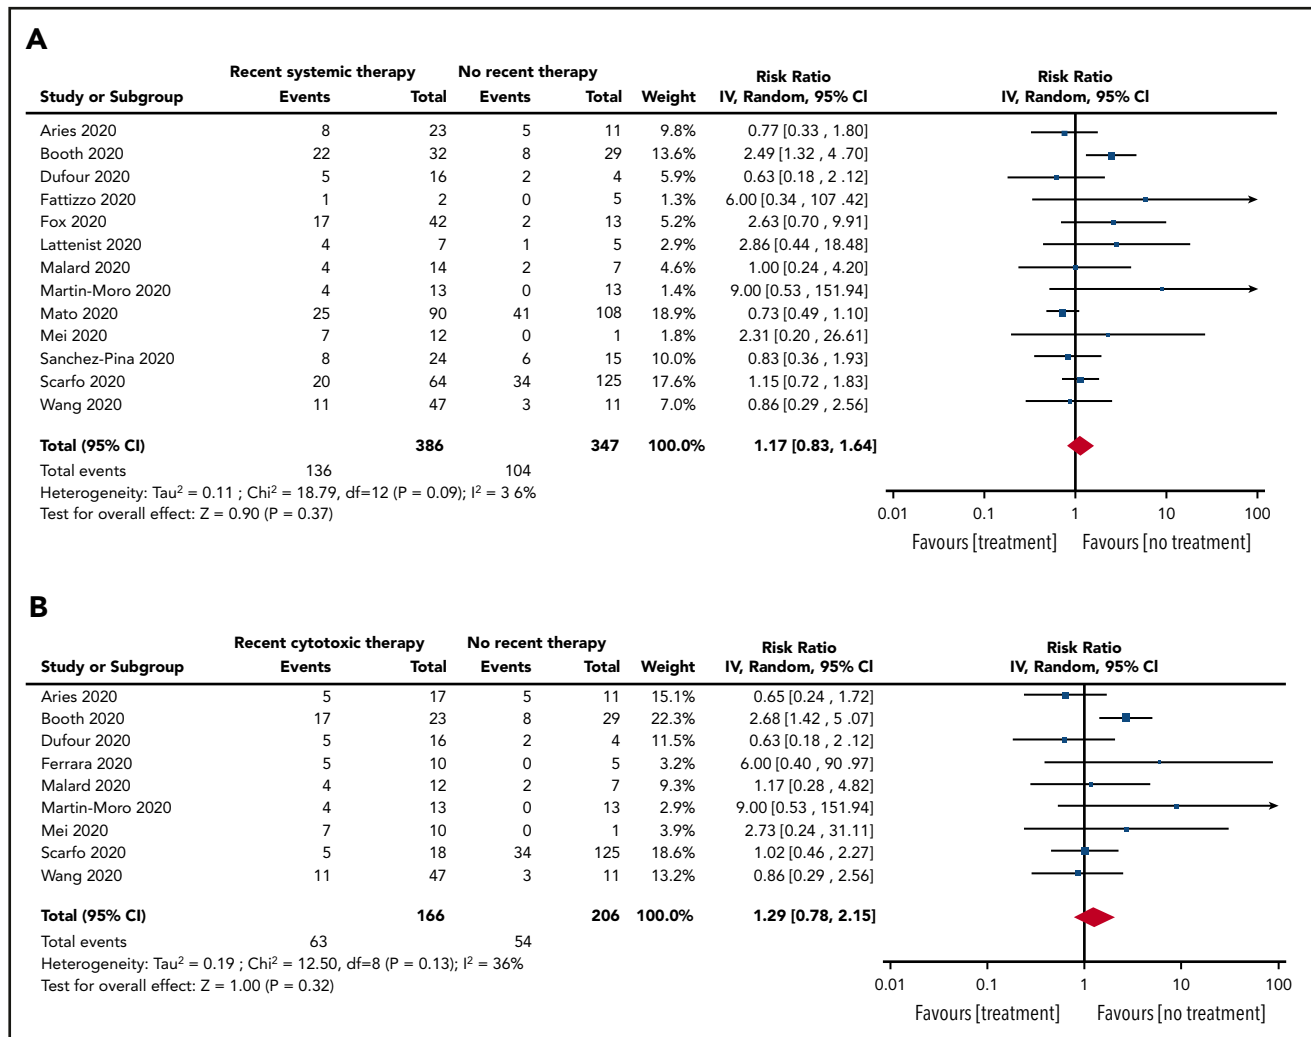 A
Recent systemic therapy No recent therapy Risk Ratio Risk Ratio
Study or Subgroup Events Total Events Total Weight IV, Random, 95% CI IV, Random, 95% CI
Aries 2020 8 23 5 11 9.8% 0.77 [0.33 , 1.80]
Booth 2020 22 32 8 29 13.6% 2.49 [1.32 , 4 .70]
Dufour 2020 5 16 2 4 5.9% 0.63 [0.18 , 2 .12]
Fattizzo 2020 1 2 0 5 1.3% 6.00 [0.34 , 107 .42]
Fox 2020 17 42 2 13 5.2% 2.63 [0.70 , 9.91]
Lattenist 2020 4 7 1 5 2.9% 2.86 [0.44 , 18.48]
Malard 2020 4 14 2 7 4.6% 1.00 [0.24 , 4.20]
Martin-Moro 2020 4 13 0 13 1.4% 9.00 [0.53 , 151.94]
Mato 2020 25 90 41 108 18.9% 0.73 [0.49 , 1.10]
Mei 2020 7 12 0 1 1.8% 2.31 [0.20 , 26.61]
Sanchez-Pina 2020 8 24 6 15 10.0% 0.83 [0.36 , 1.93]
Scarfo 2020 20 64 34 125 17.6% 1.15 [0.72 , 1.83]
Wang 2020 11 47 3 11 7.0% 0.86 [0.29 , 2.56]
Total (95% CI) 386 347 100.0% 1.17 [0.83, 1.64]
Total events 136 104
Heterogeneity: Tau² = 0.11 ; Chi² = 18.79, df=12 (P = 0.09); I² = 3 6%
Test for overall effect: Z = 0.90 (P = 0.37)
0.01 0.1 1 10 100
Favours [treatment] Favours [no treatment]
B
Recent cytotoxic therapy No recent therapy Risk Ratio Risk Ratio
Study or Subgroup Events Total Events Total Weight IV, Random, 95% CI IV, Random, 95% CI
Aries 2020 5 17 5 11 15.1% 0.65 [0.24 , 1.72]
Booth 2020 17 23 8 29 22.3% 2.68 [1.42 , 5 .07]
Dufour 2020 5 16 2 4 11.5% 0.63 [0.18 , 2 .12]
Ferrara 2020 5 10 0 5 3.2% 6.00 [0.40 , 90 .97]
Malard 2020 4 12 2 7 9.3% 1.17 [0.28 , 4.82]
Martin-Moro 2020 4 13 0 13 2.9% 9.00 [0.53 , 151.94]
Mei 2020 7 10 0 1 3.9% 2.73 [0.24 , 31.11]
Scarfo 2020 5 18 34 125 18.6% 1.02 [0.46 , 2.27]
Wang 2020 11 47 3 11 13.2% 0.86 [0.29 , 2.56]
Total (95% CI) 166 206 100.0% 1.29 [0.78, 2.15]
Total events 63 54
Heterogeneity: Tau² = 0.19 ; Chi² = 12.50, df=8 (P = 0.13); I² = 36%
Test for overall effect: Z = 1.00 (P = 0.32)
0.01 0.1 1 10 100
Favours [treatment] Favours [no treatment]